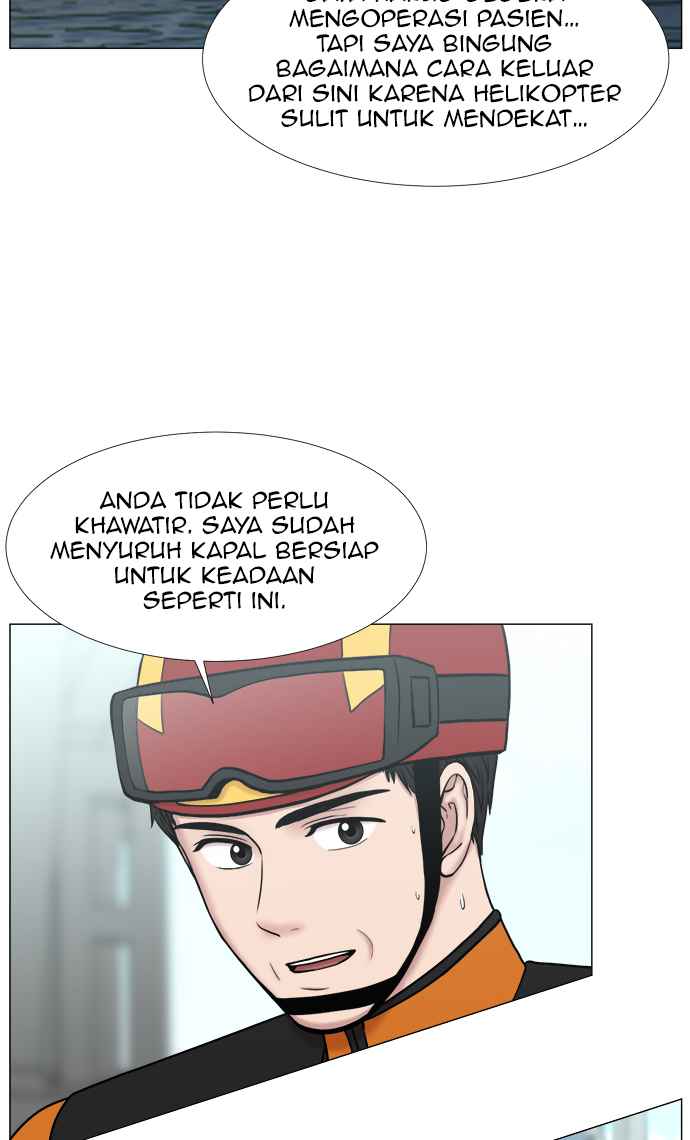 MENGOPERASI PASIEN...
TAPI SAYA BINGUNG
BAGAIMANA CARA KELUAR
DARI SINI KARENA HELIKOPTER
SULIT UNTUK MENDEKAT...
ANDA TIDAK PERLU
KHAWATIR. SAYA SUDAH
MENYURUH KAPAL BERSIAP
UNTUK KEADAAN
SEPERTI INI.